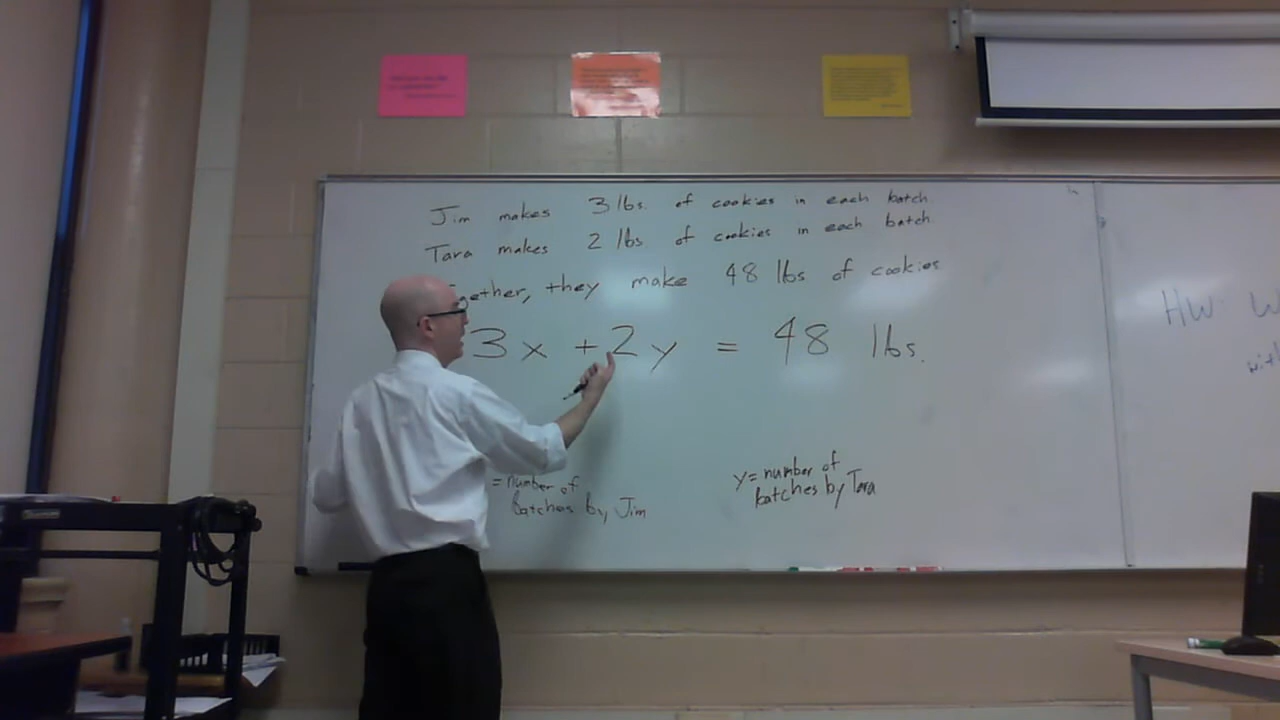 Jim makes 3 lbs. of cookies in each batch.
Tara makes 2 lbs of cookies in each batch.
gether, they make 48 lbs of cookies
3x + 2y = 48 lbs.
= number of
batches by Jim
y = number of
batches by Tara
HW